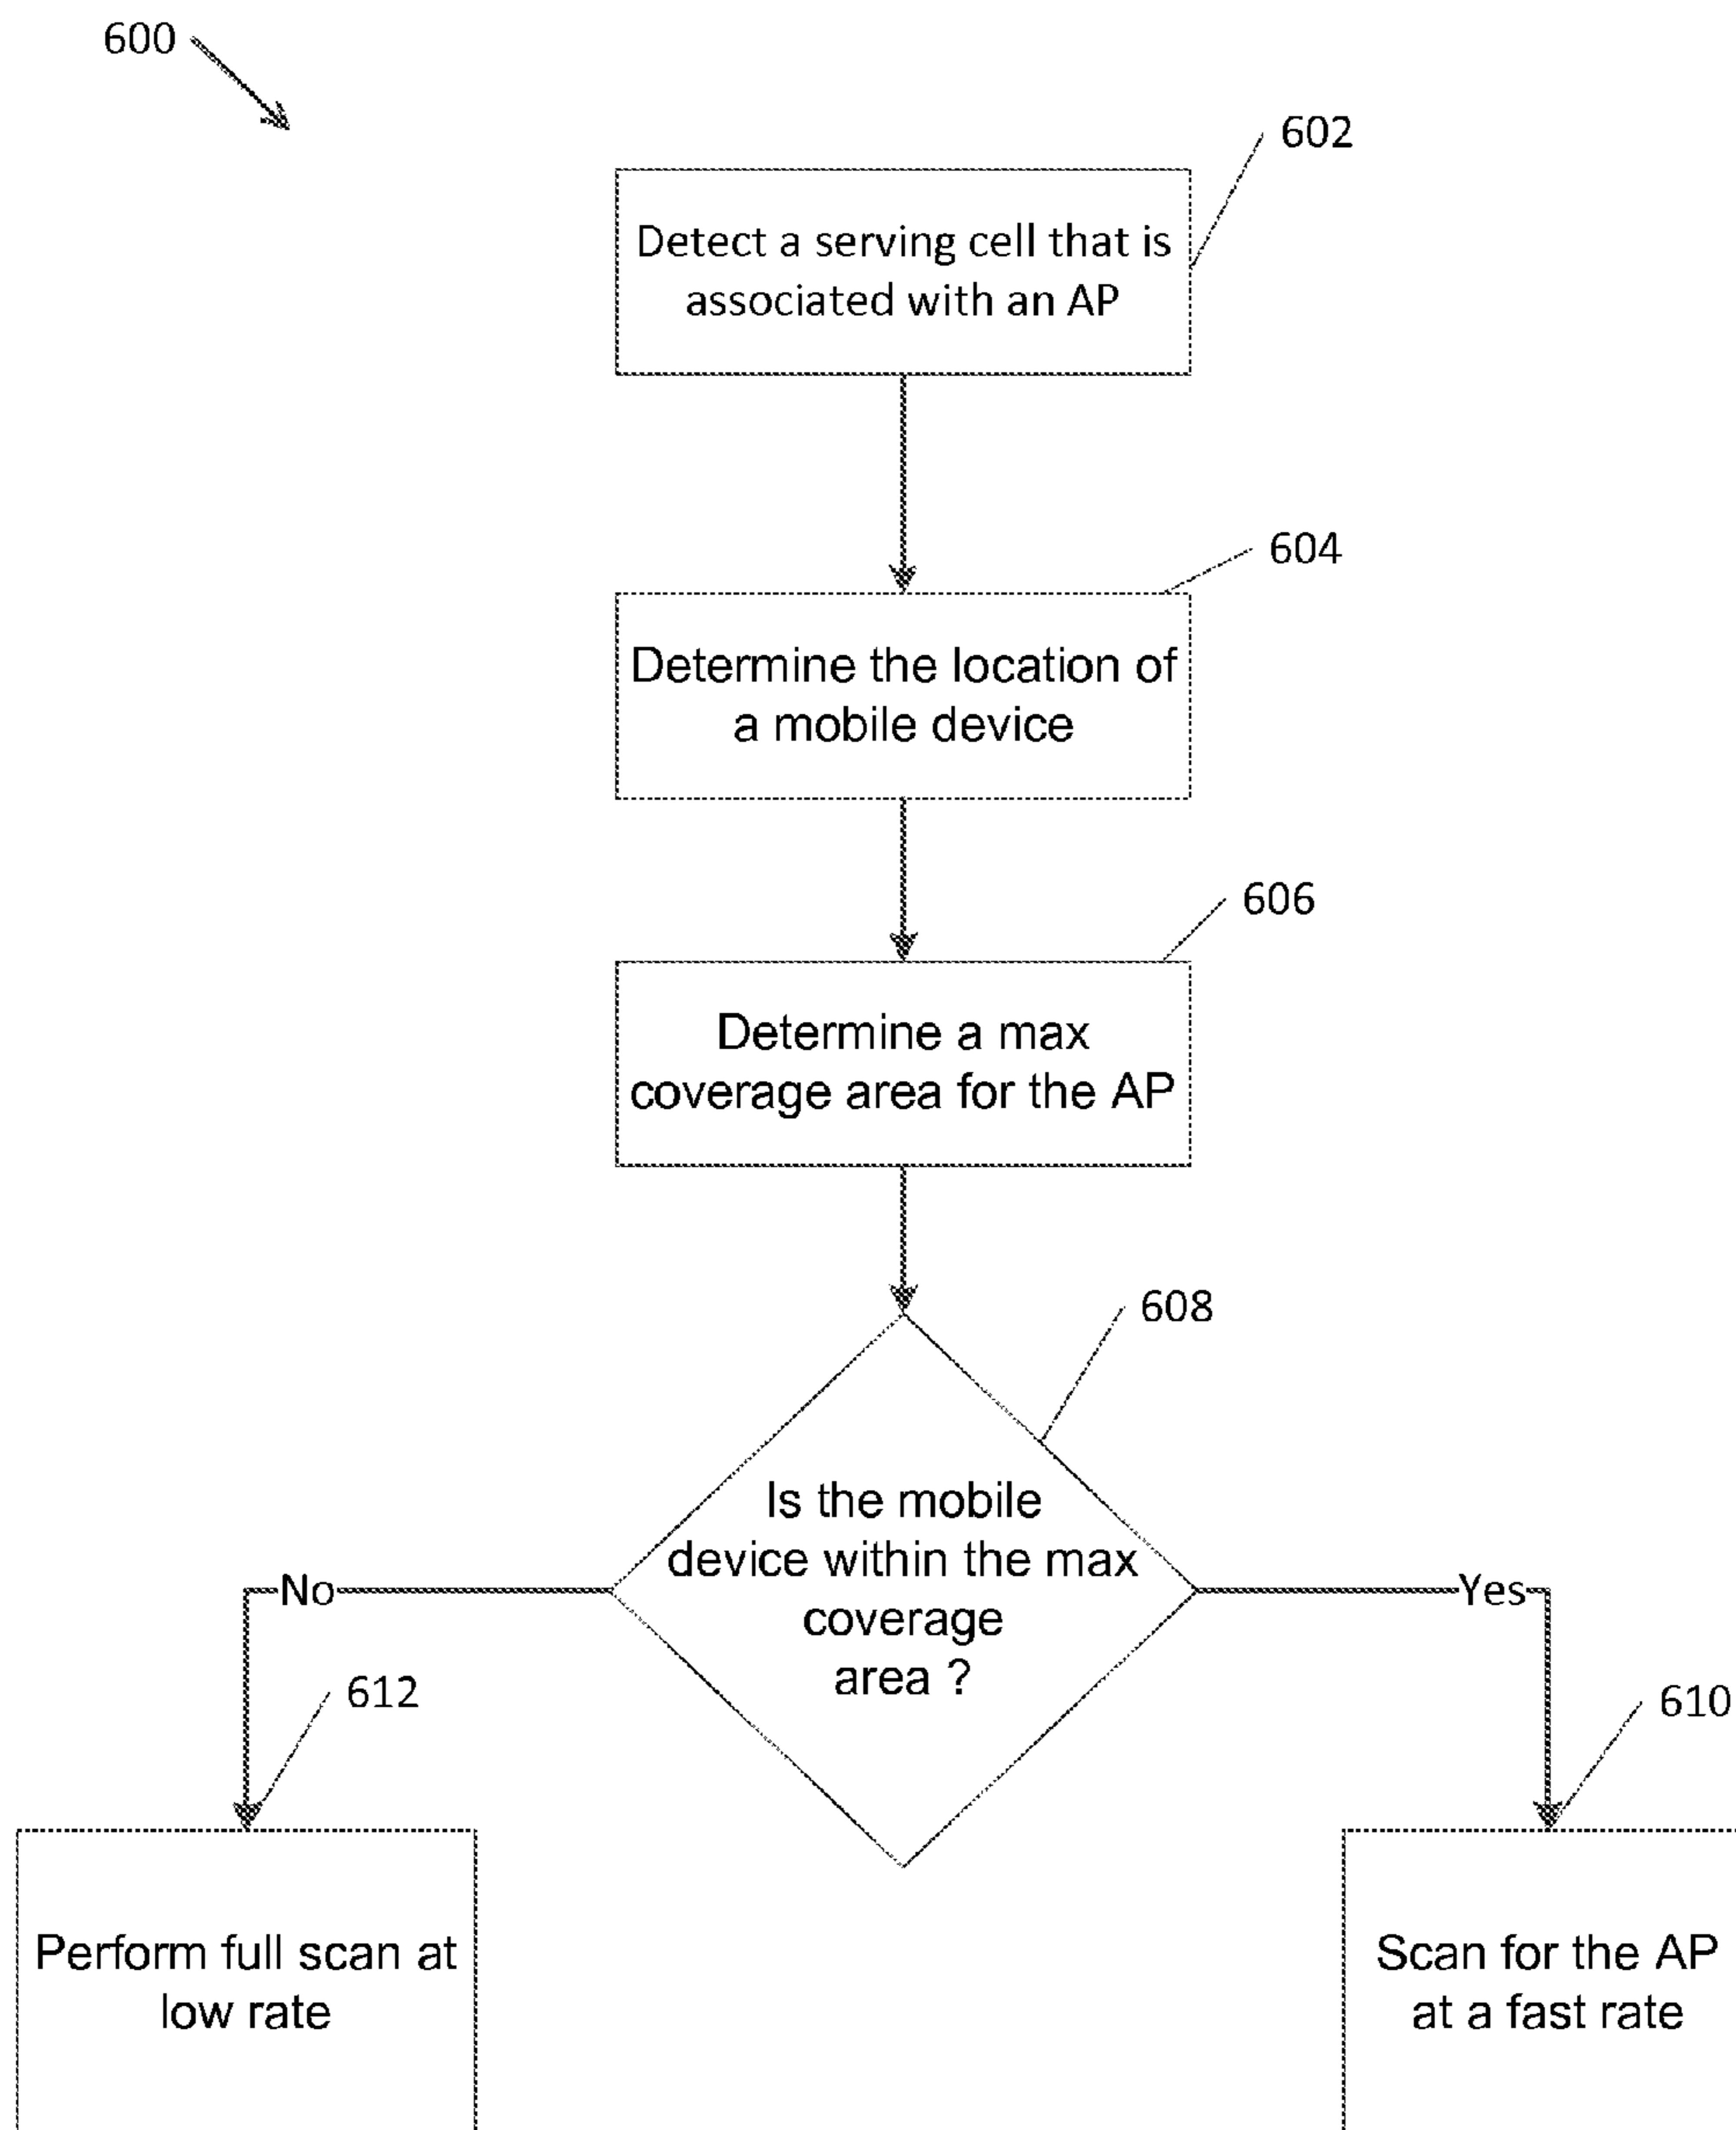 600
602
Detect a serving cell that is
associated with an AP
604
Determine the location of
a mobile device
606
Determine a max
coverage area for the AP
608
Is the mobile
device within the max
coverage
area ?
No
Yes
612
610
Perform full scan at
low rate
Scan for the AP
at a fast rate